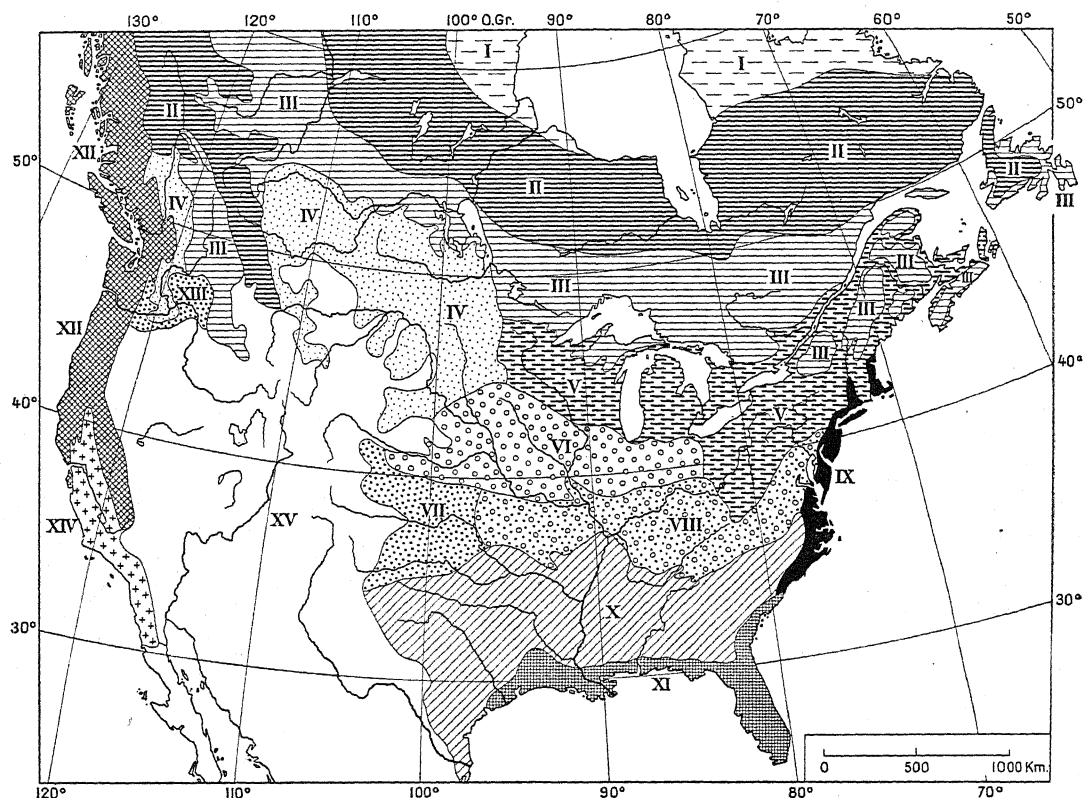 130° 120° 110° 100° O.Gr. 90° 80° 70° 60° 50°
I I
II III
50°
XII II II
50° III
IV IV II
III III
III III
III III
XIII IV III
XII III
40°
V V
40°
VI
IX
XIV XV VII VIII
30°
X
30°
XI
0 500 1000 Km.
120° 110° 100° 90° 80° 70°